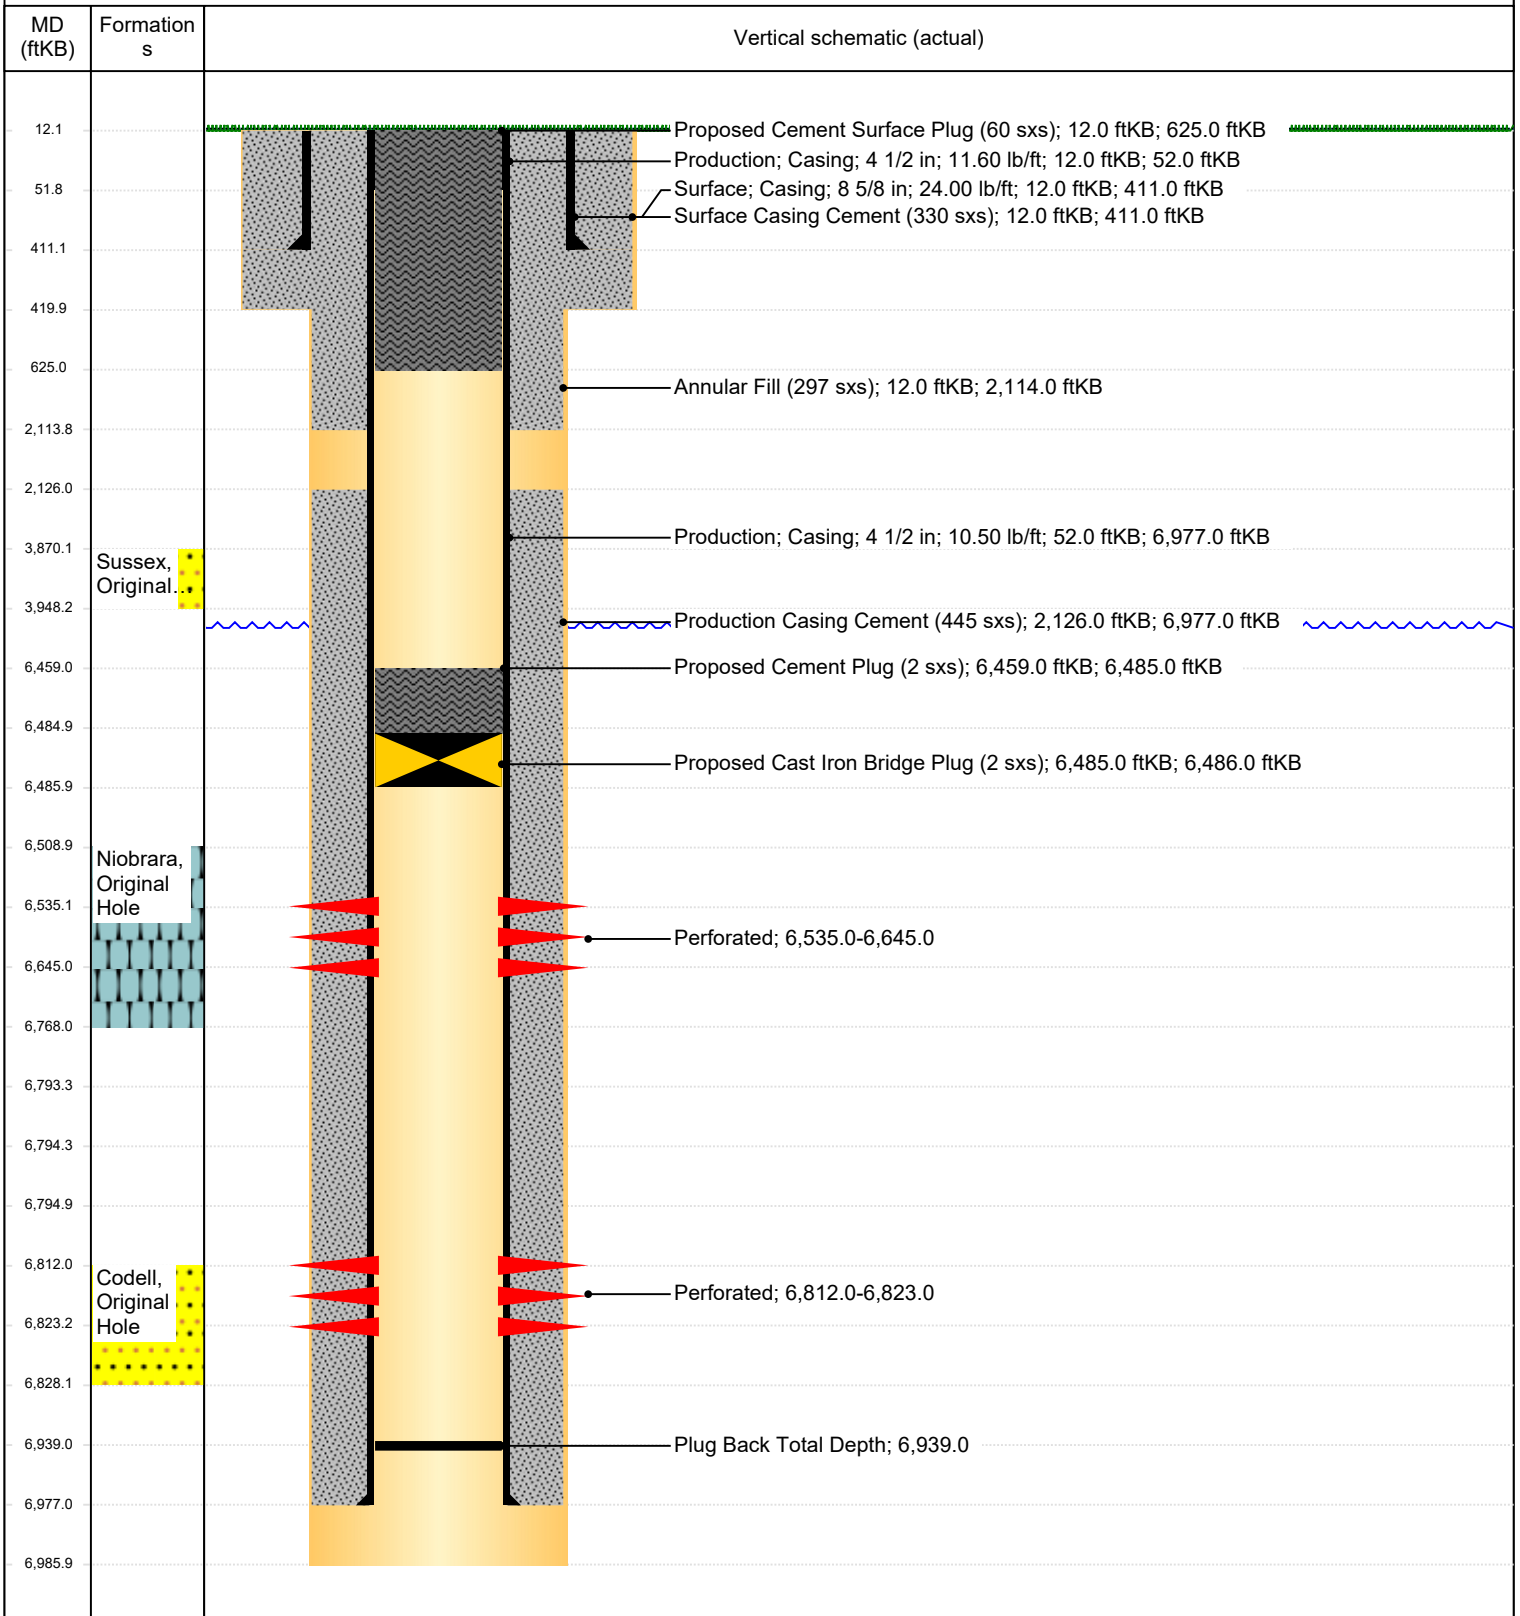 MD
(ftKB)
Formation
s
Vertical schematic (actual)
12.1
Proposed Cement Surface Plug (60 sxs); 12.0 ftKB; 625.0 ftKB
Production; Casing; 4 1/2 in; 11.60 lb/ft; 12.0 ftKB; 52.0 ftKB
51.8
Surface; Casing; 8 5/8 in; 24.00 lb/ft; 12.0 ftKB; 411.0 ftKB
Surface Casing Cement (330 sxs); 12.0 ftKB; 411.0 ftKB
411.1
419.9
625.0
Annular Fill (297 sxs); 12.0 ftKB; 2,114.0 ftKB
2,113.8
2,126.0
Production; Casing; 4 1/2 in; 10.50 lb/ft; 52.0 ftKB; 6,977.0 ftKB
3,870.1
Sussex,
Original...
3,948.2
Production Casing Cement (445 sxs); 2,126.0 ftKB; 6,977.0 ftKB
6,459.0
Proposed Cement Plug (2 sxs); 6,459.0 ftKB; 6,485.0 ftKB
6,484.9
Proposed Cast Iron Bridge Plug (2 sxs); 6,485.0 ftKB; 6,486.0 ftKB
6,485.9
6,508.9
Niobrara,
Original
Hole
6,535.1
Perforated; 6,535.0-6,645.0
6,645.0
6,768.0
6,793.3
6,794.3
6,794.9
6,812.0
Codell,
Original
Hole
Perforated; 6,812.0-6,823.0
6,823.2
6,828.1
6,939.0
Plug Back Total Depth; 6,939.0
6,977.0
6,985.9